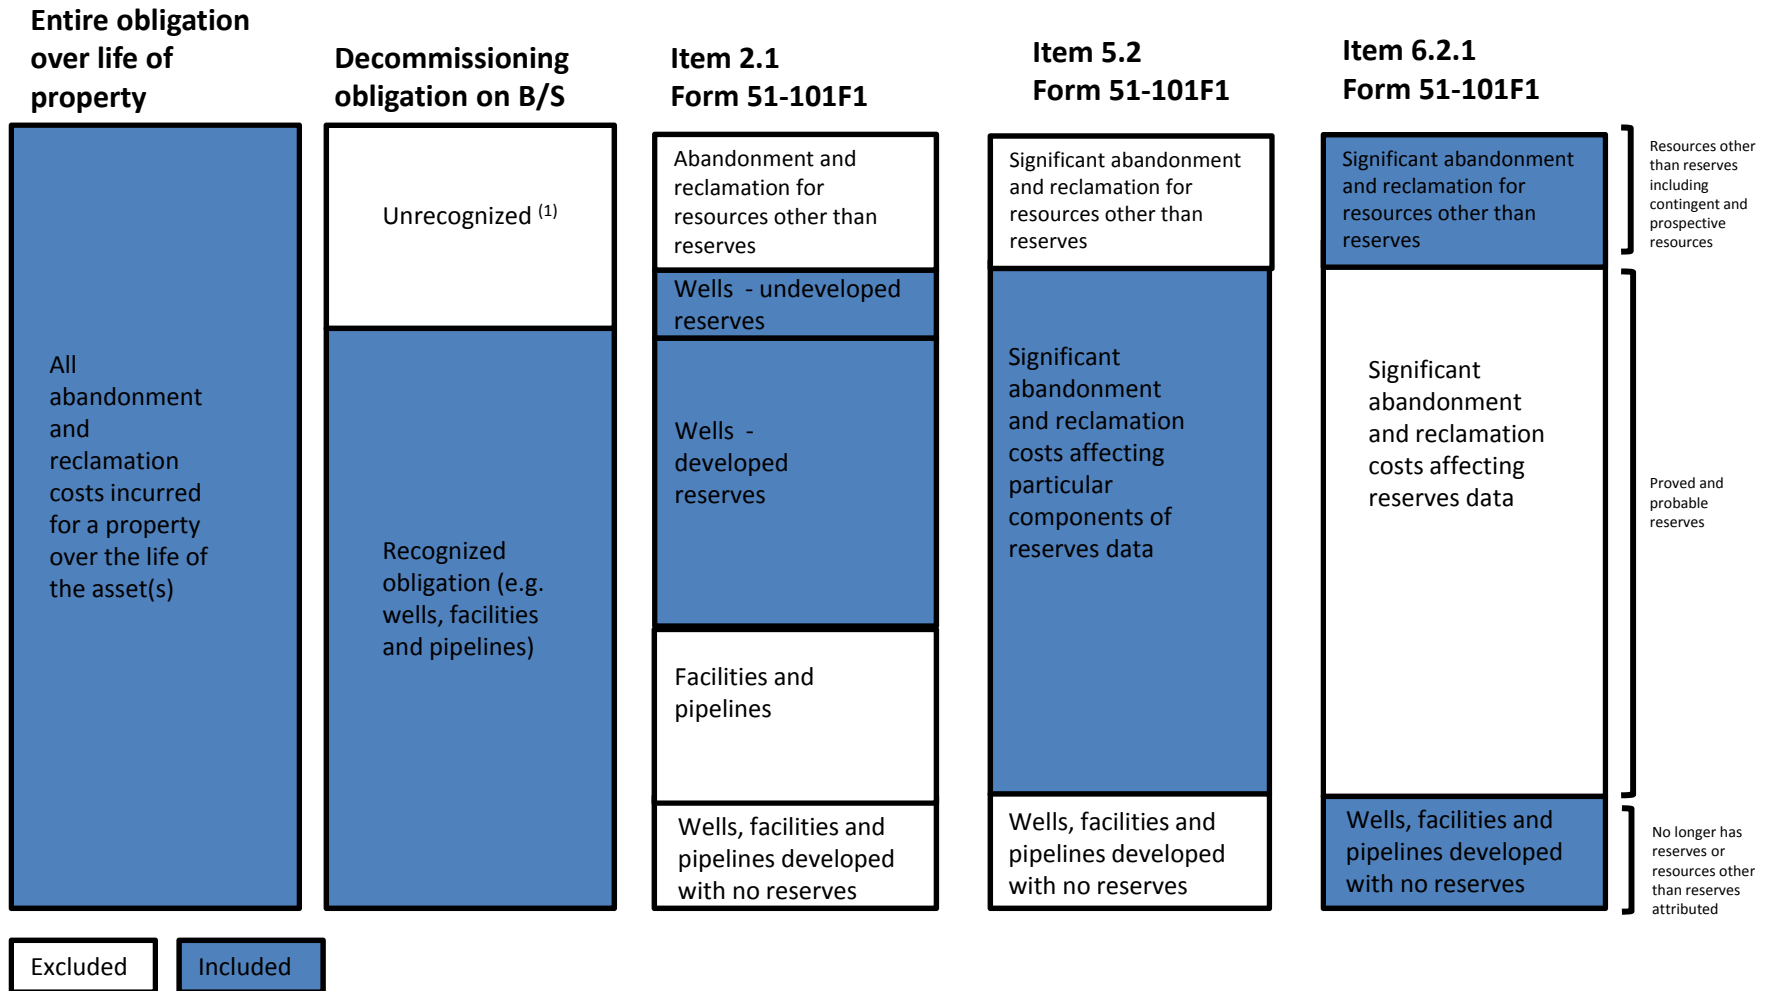 Entire obligation
over life of
property
Decommissioning
obligation on B/S
Item 2.1
Form 51-101F1
Item 5.2
Form 51-101F1
Item 6.2.1
Form 51-101F1
All
abandonment
and
reclamation
costs incurred
for a property
over the life of
the asset(s)
Unrecognized (1)
Recognized
obligation (e.g.
wells, facilities
and pipelines)
Abandonment and
reclamation for
resources other than
reserves
Wells - undeveloped
reserves
Wells -
developed
reserves
Facilities and
pipelines
Wells, facilities and
pipelines developed
with no reserves
Significant abandonment
and reclamation for
resources other than
reserves
Significant
abandonment
and reclamation
costs affecting
particular
components of
reserves data
Wells, facilities and
pipelines developed
with no reserves
Significant abandonment
and reclamation for
resources other than
reserves
Significant
abandonment
and reclamation
costs affecting
reserves data
Wells, facilities and
pipelines developed
with no reserves
Resources other
than reserves
including
contingent and
prospective
resources
Proved and
probable
reserves
No longer has
reserves or
resources other
than reserves
attributed
Excluded
Included